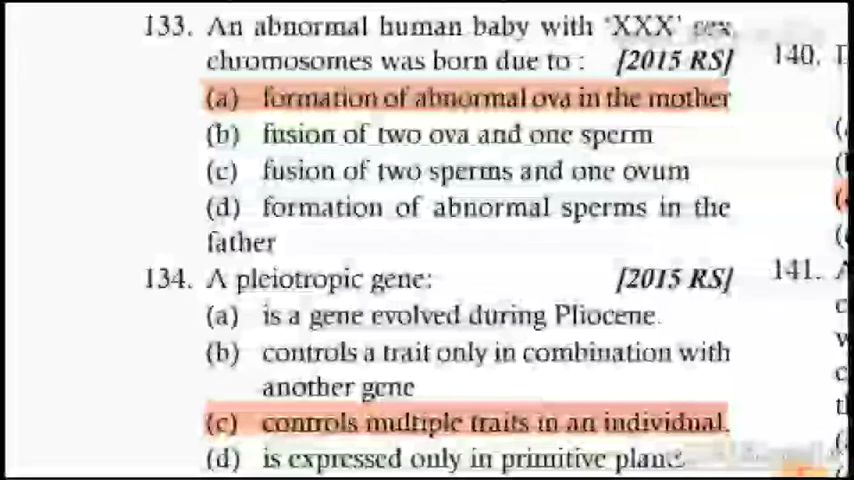 133. An abnormal human baby with 'XXX' sex
chromosomes was born due to : [2015 RS]
(a) formation of abnormal ova in the mother
(b) fusion of two ova and one sperm
(c) fusion of two sperms and one ovum
(d) formation of abnormal sperms in the
father
134. A pleiotropic gene: [2015 RS]
(a) is a gene evolved during Pliocene.
(b) controls a trait only in combination with
another gene
(c) controls multiple traits in an individual.
(d) is expressed only in primitive plants.
140.
141.